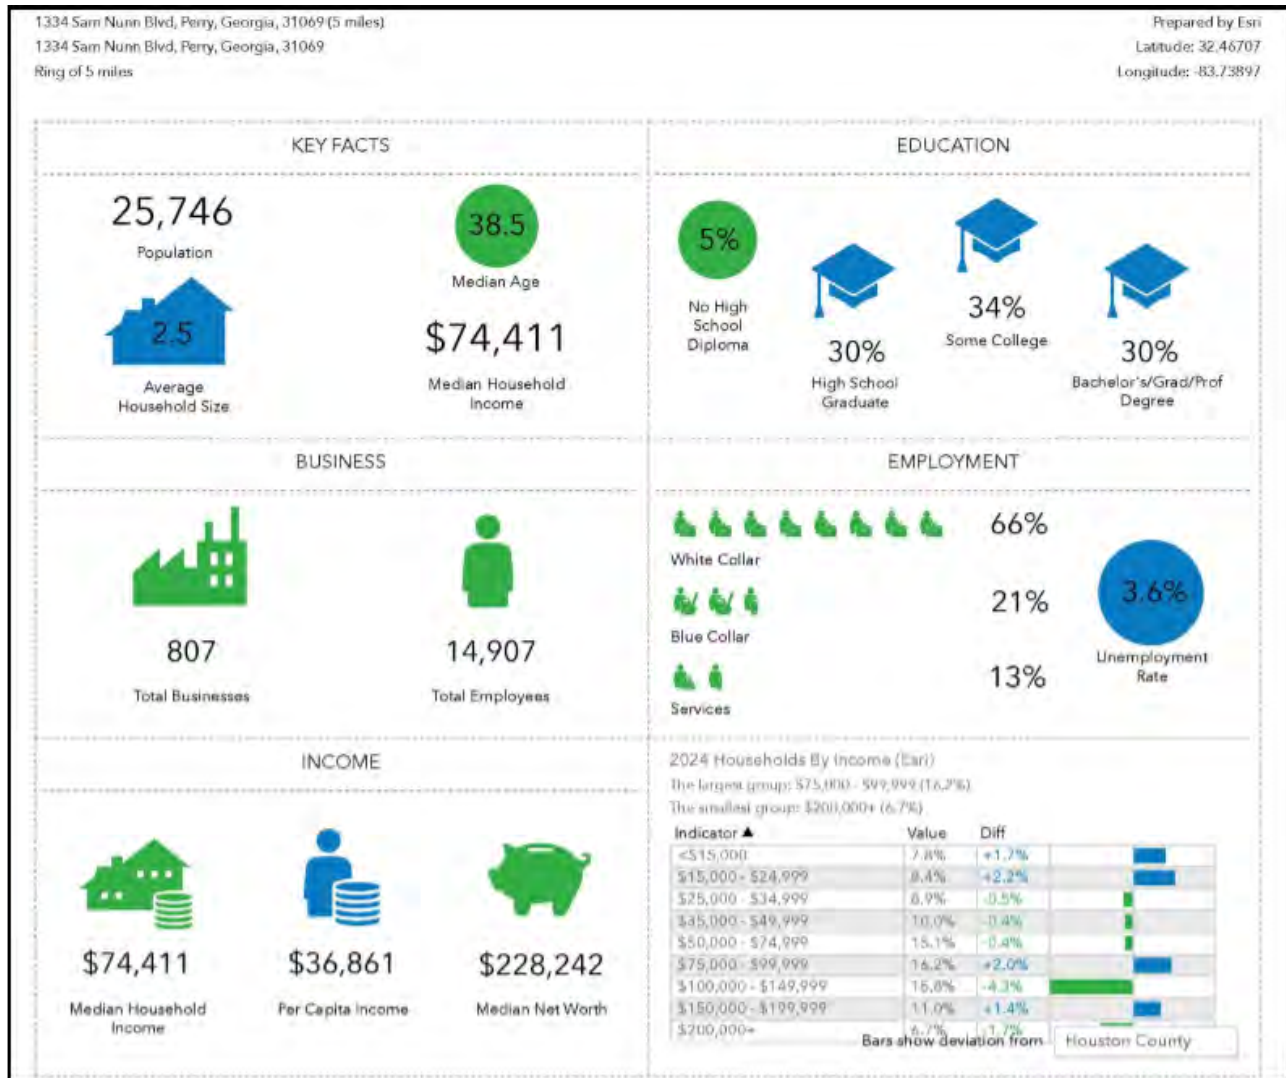 1334 Sam Nunn Blvd, Perry, Georgia, 31069 (5 miles)
1334 Sam Nunn Blvd, Perry, Georgia, 31069
Ring of 5 miles
Prepared by Esri
Latitude: 32.46707
Longitude: -83.73897
KEY FACTS
25,746
Population
38.5
Median Age
2.5
Average
Household Size
$74,411
Median Household
Income
EDUCATION
5%
No High
School
Diploma
30%
High School
Graduate
34%
Some College
30%
Bachelor's/Grad/Prof
Degree
BUSINESS
807
Total Businesses
14,907
Total Employees
EMPLOYMENT
66%
White Collar
21%
Blue Collar
13%
Services
3.6%
Unemployment
Rate
INCOME
$74,411
Median Household
Income
$36,861
Per Capita Income
$228,242
Median Net Worth
2024 Households By Income (Esri)
The largest group: $75,000 - $99,999 (16.2%)
The smallest group: $200,000+ (6.7%)
Indicator ▲ Value Diff
<$15,000 7.8% +1.7%
$15,000 - $24,999 8.4% +2.2%
$25,000 - $34,999 8.9% -0.5%
$35,000 - $49,999 10.0% -0.4%
$50,000 - $74,999 15.1% -0.4%
$75,000 - $99,999 16.2% +2.0%
$100,000 - $149,999 15.8% -4.3%
$150,000 - $199,999 11.0% +1.4%
$200,000+ 6.7% -1.7%
Bars show deviation from Houston County